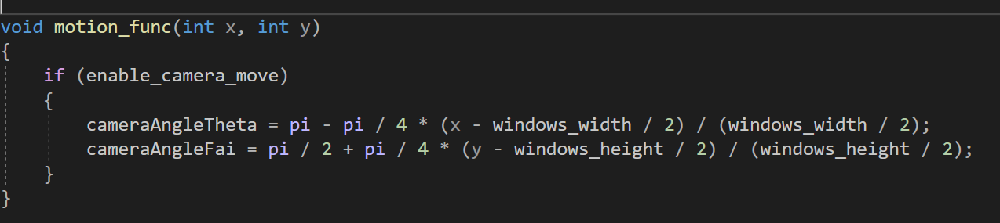 void motion_func(int x, int y)
{
    if (enable_camera_move)
    {
        cameraAngleTheta = pi - pi / 4 * (x - windows_width / 2) / (windows_width / 2);
        cameraAngleFai = pi / 2 + pi / 4 * (y - windows_height / 2) / (windows_height / 2);
    }
}